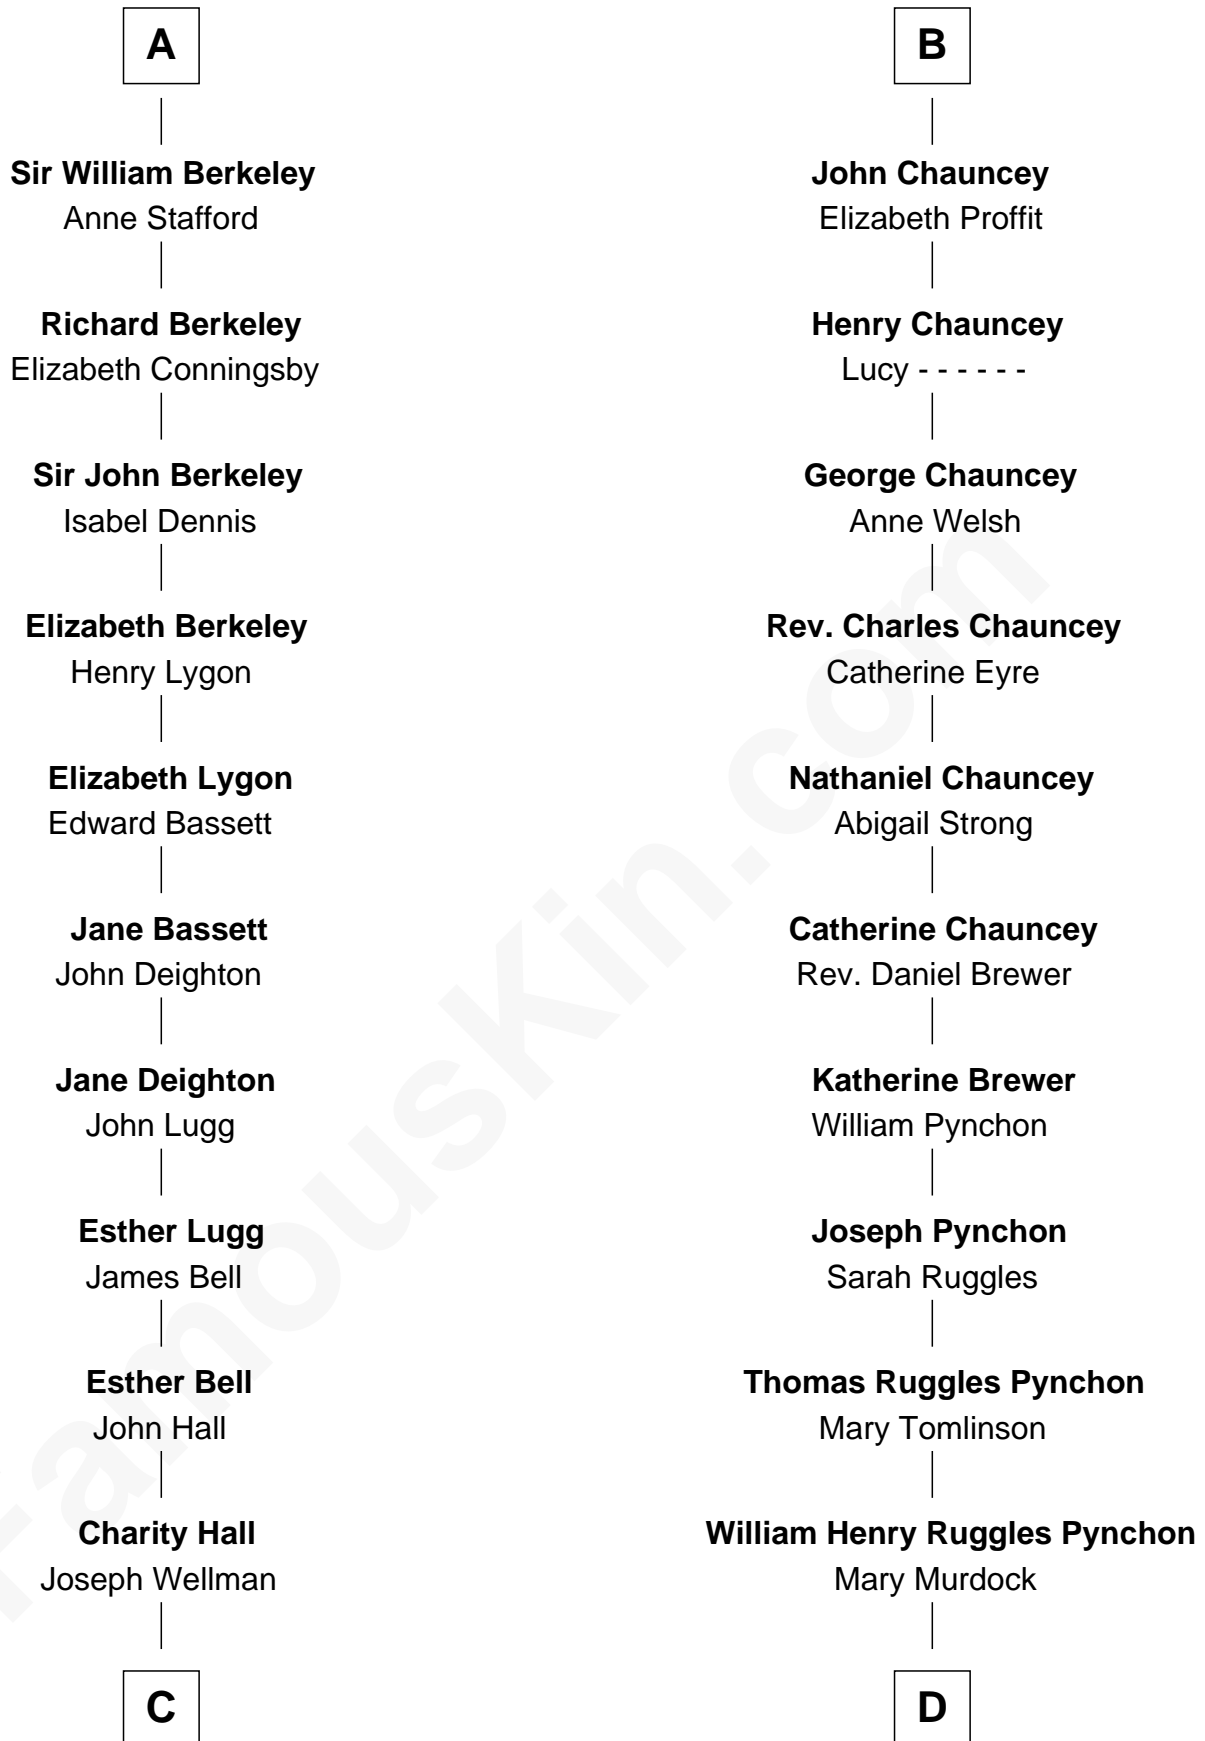 A
Sir William Berkeley
Anne Stafford
Richard Berkeley
Elizabeth Conningsby
Sir John Berkeley
Isabel Dennis
Elizabeth Berkeley
Henry Lygon
Elizabeth Lygon
Edward Bassett
Jane Bassett
John Deighton
Jane Deighton
John Lugg
Esther Lugg
James Bell
Esther Bell
John Hall
Charity Hall
Joseph Wellman
C
B
John Chauncey
Elizabeth Proffit
Henry Chauncey
Lucy - - - - - -
George Chauncey
Anne Welsh
Rev. Charles Chauncey
Catherine Eyre
Nathaniel Chauncey
Abigail Strong
Catherine Chauncey
Rev. Daniel Brewer
Katherine Brewer
William Pynchon
Joseph Pynchon
Sarah Ruggles
Thomas Ruggles Pynchon
Mary Tomlinson
William Henry Ruggles Pynchon
Mary Murdock
D
FamousKin.com